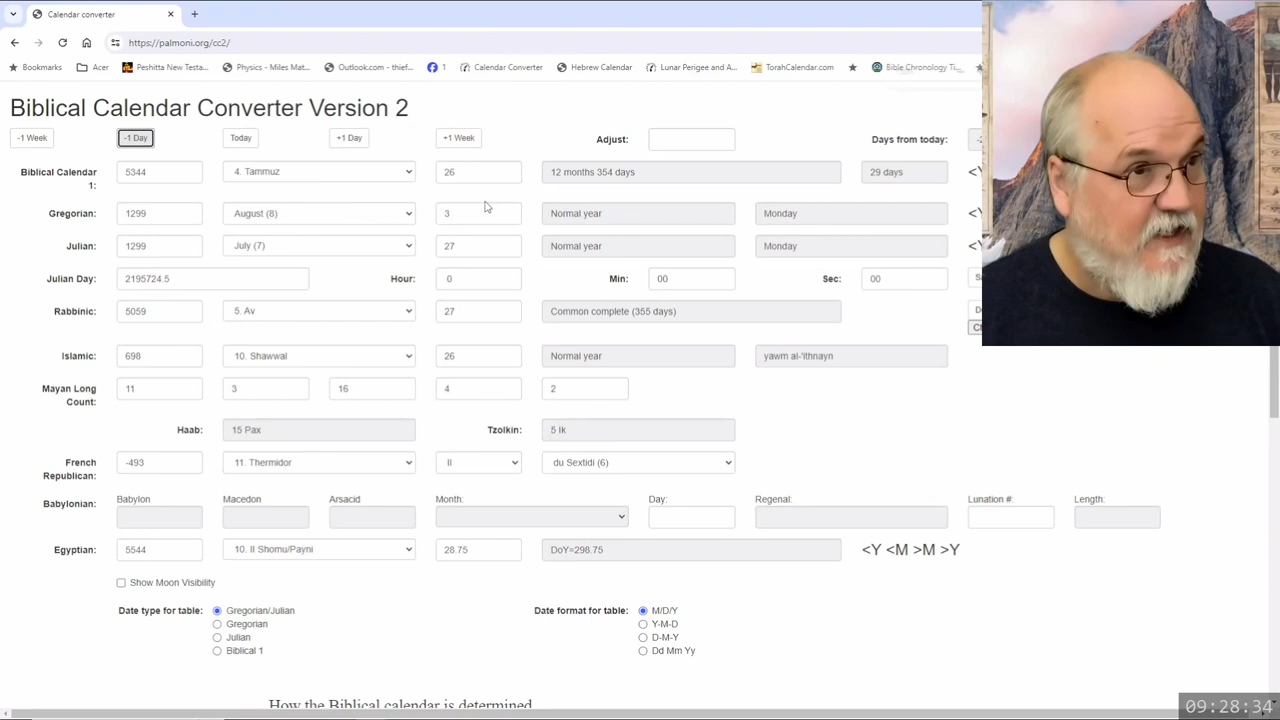 Calendar converter
https://palmoni.org/cc2/
Bookmarks Acer Peshitta New Testa... Physics - Miles Mat... Outlook.com - thief... 1 Calendar Converter Hebrew Calendar Lunar Perigee and A... TorahCalendar.com Bible Chronology Ti...
Biblical Calendar Converter Version 2
-1 Week -1 Day Today +1 Day +1 Week Adjust: Days from today:
Biblical Calendar 5344 4. Tammuz 26 12 months 354 days 29 days
1:
Gregorian: 1299 August (8) 3 Normal year Monday
Julian: 1299 July (7) 27 Normal year Monday
Julian Day: 2195724.5 Hour: 0 Min: 00 Sec: 00
Rabbinic: 5059 5. Av 27 Common complete (355 days)
Islamic: 698 10. Shawwal 26 Normal year yawm al-'ithnayn
Mayan Long 11 3 16 4 2
Count:
Haab: 15 Pax Tzolkin: 5 Ik
French -493 11. Thermidor II du Sextidi (6)
Republican:
Babylonian: Babylon Macedon Arsacid Month: Day: Regenal: Lunation #: Length:
Egyptian: 5544 10. II Shomu/Payni 28.75 DoY=298.75 <Y <M >M >Y
Show Moon Visibility
Date type for table: Gregorian/Julian Date format for table: M/D/Y
Gregorian Y-M-D
Julian D-M-Y
Biblical 1 Dd Mm Yy
How the Biblical calendar is determined
09:28:34